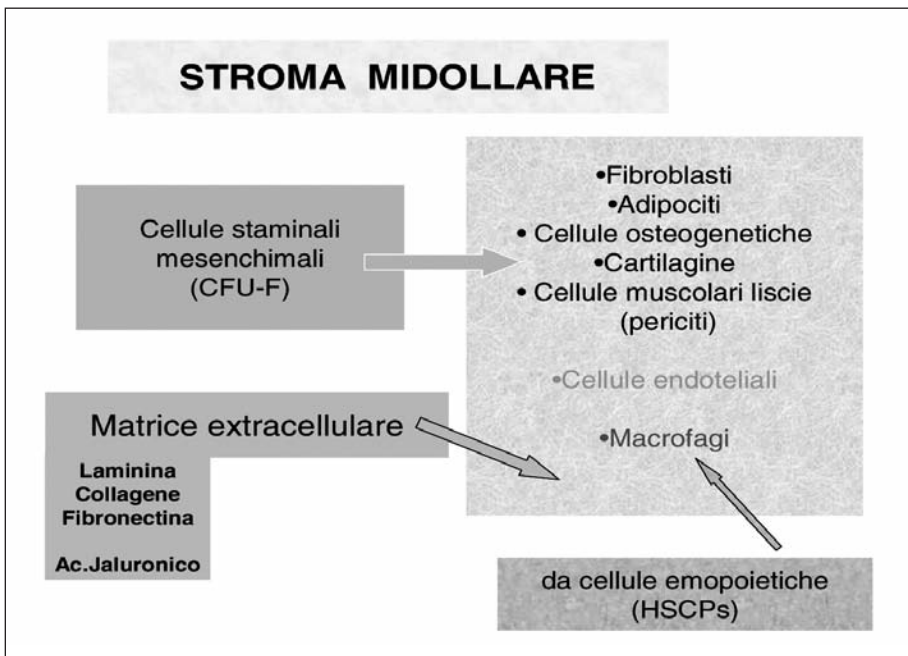 STROMA MIDOLLARE
Cellule staminali
mesenchimali
(CFU-F)
•Fibroblasti
•Adipociti
• Cellule osteogenetiche
•Cartilagine
• Cellule muscolari liscie
(periciti)
•Cellule endoteliali
•Macrofagi
Matrice extracellulare
Laminina
Collagene
Fibronectina
Ac.Jaluronico
da cellule emopoietiche
(HSCPs)